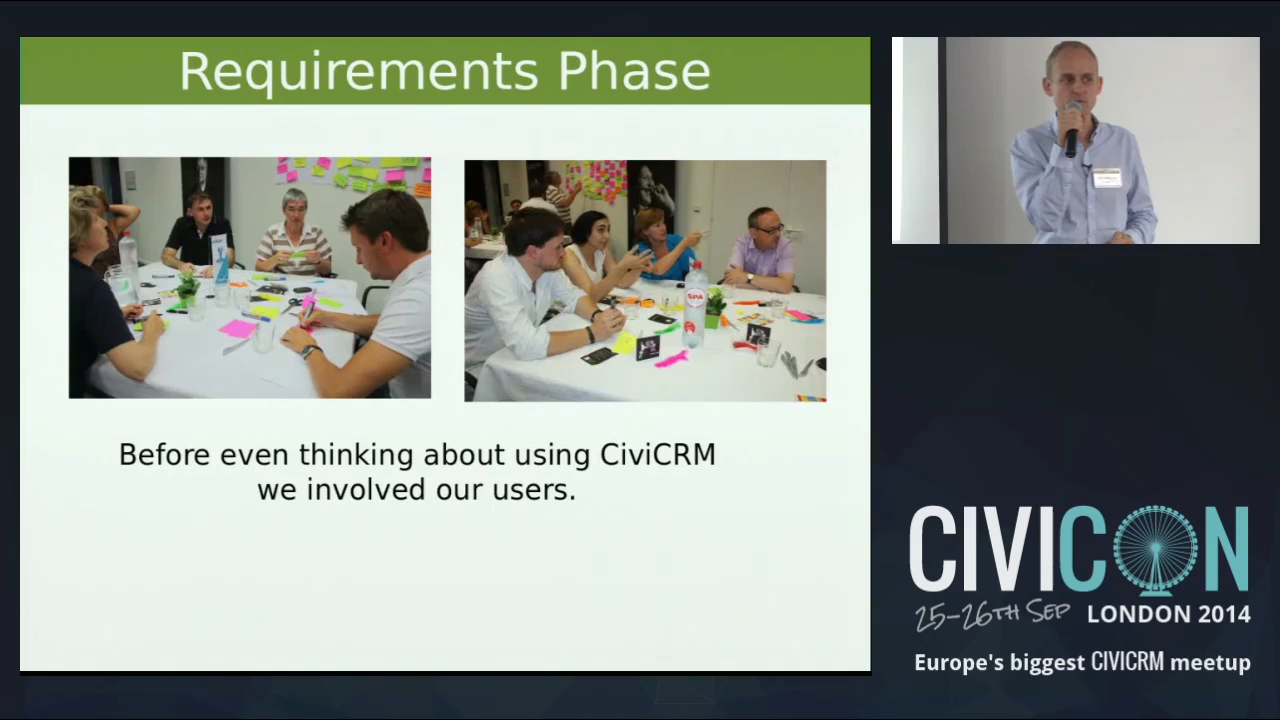 Requirements Phase
SPA
Before even thinking about using CiviCRM
we involved our users.
CIVICON
25-26TH SEP LONDON 2014
Europe's biggest CIVICRM meetup